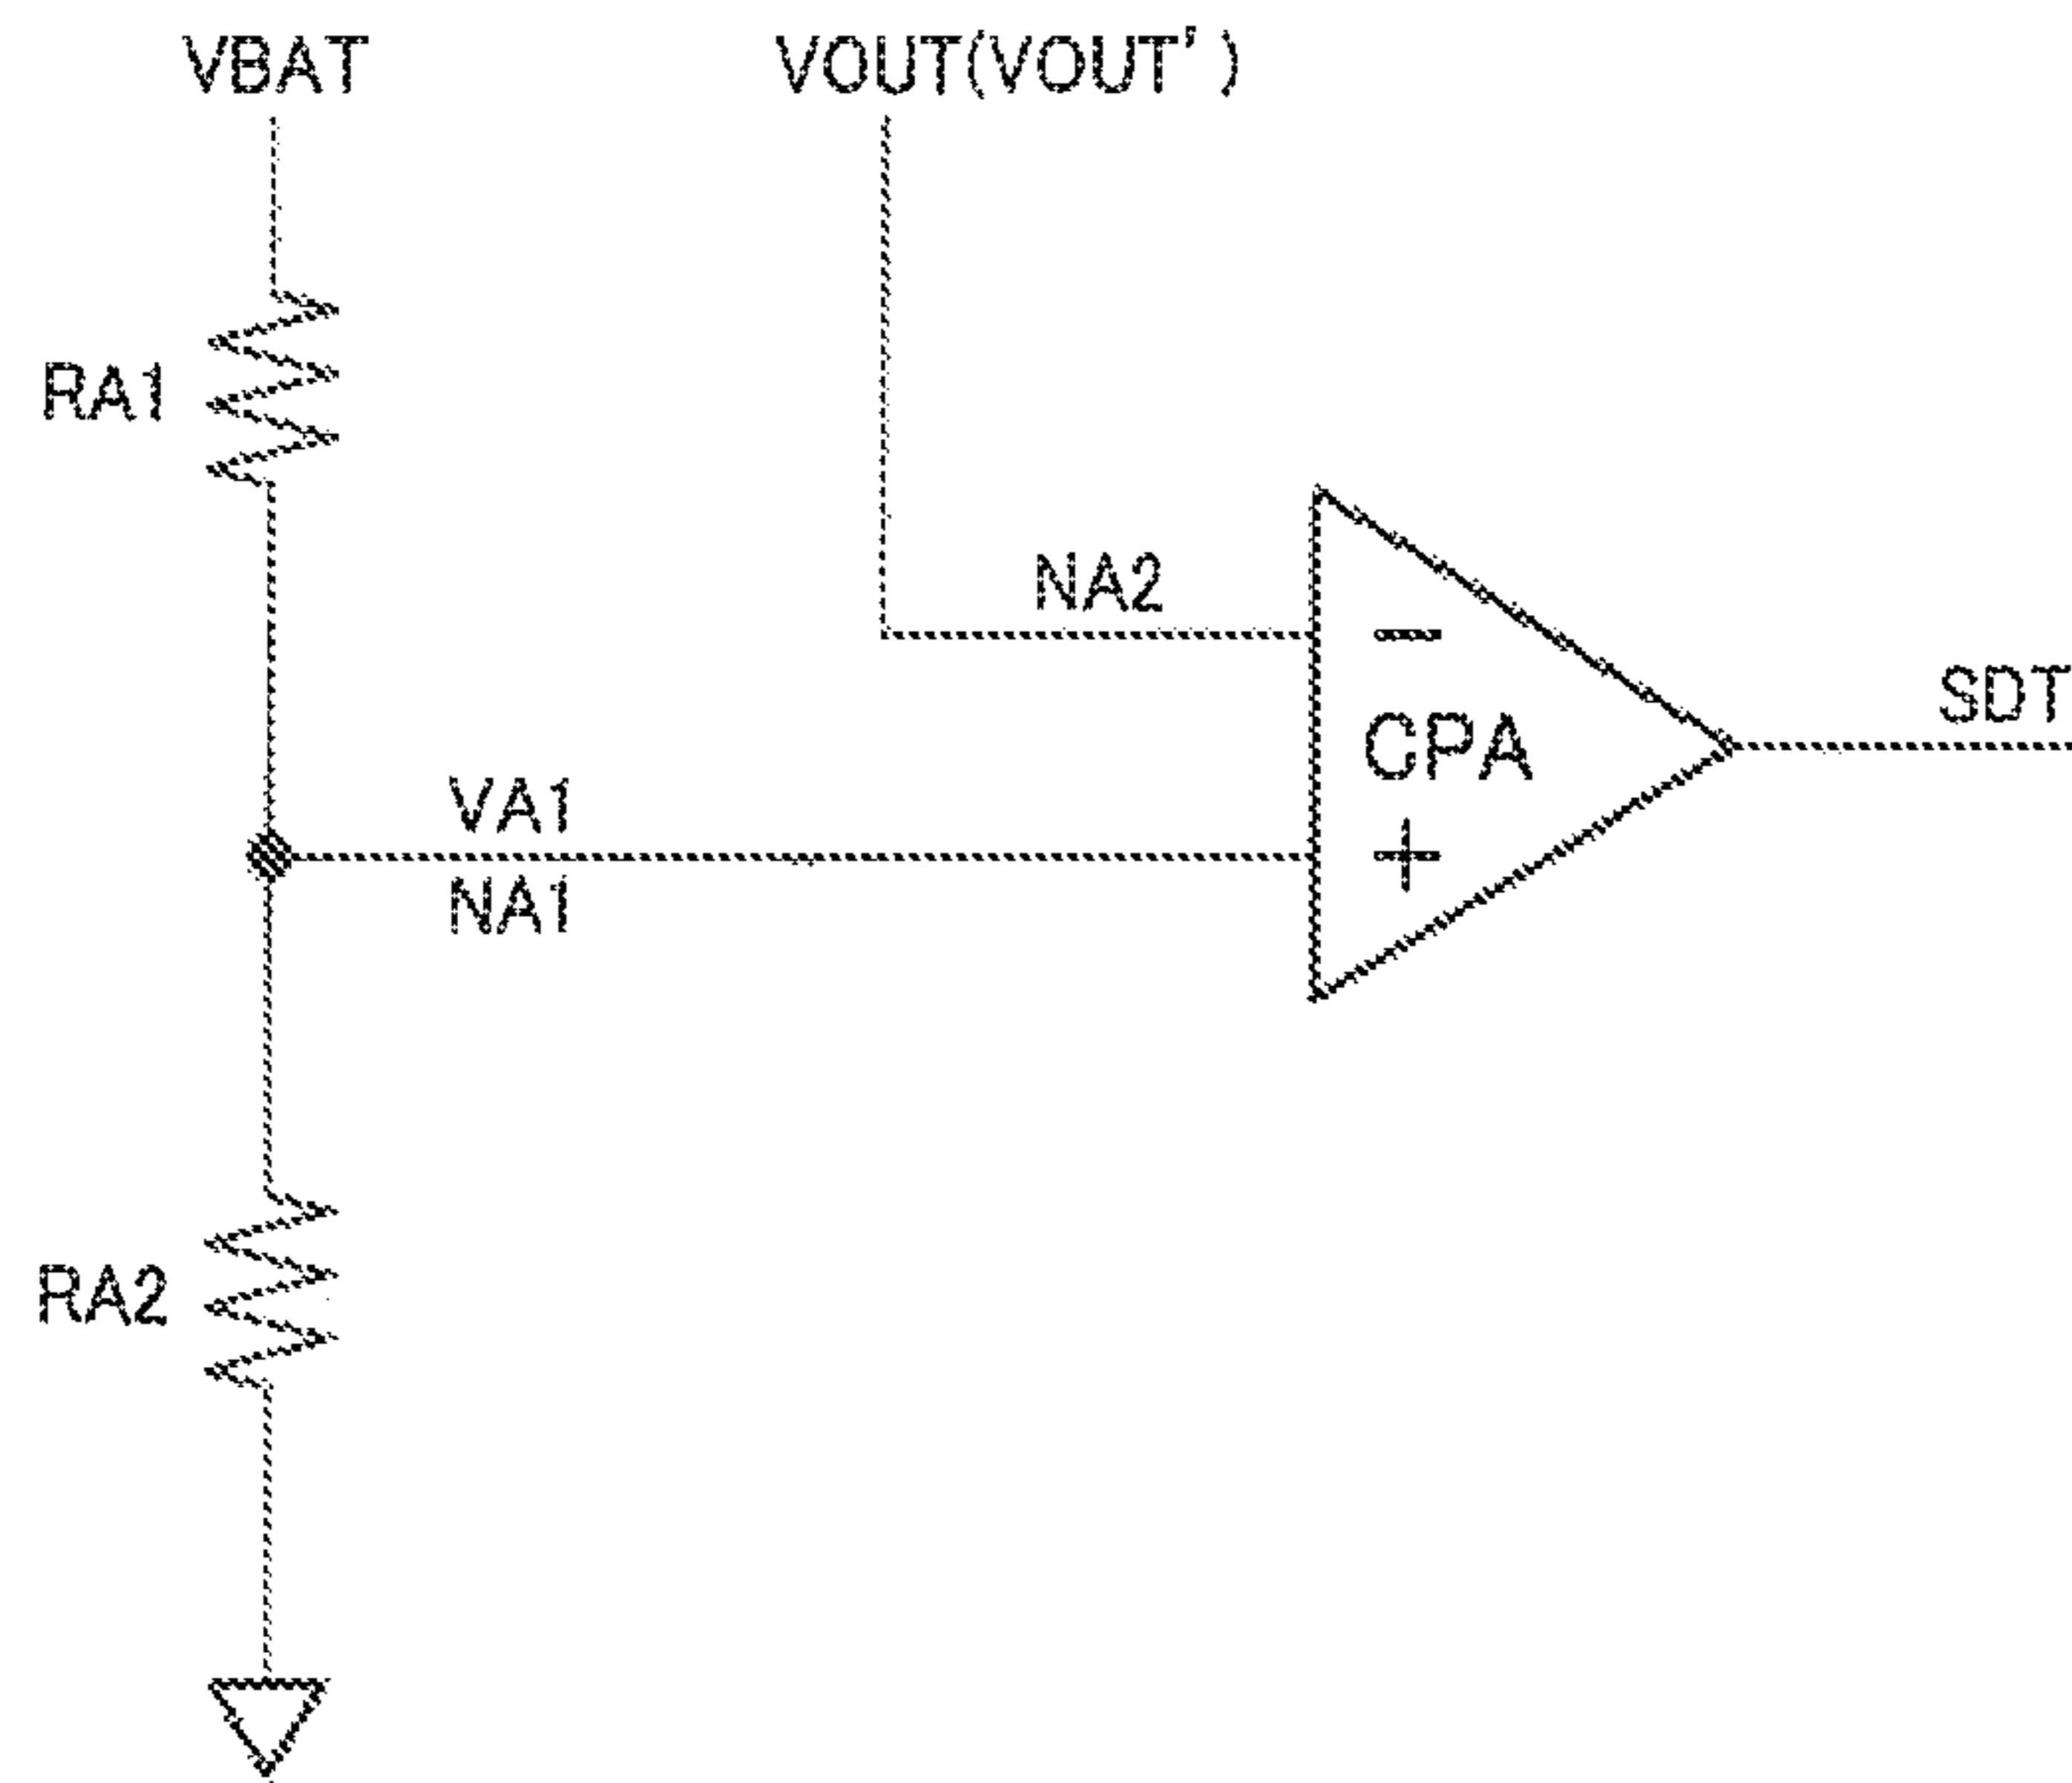 VBAT
VOUT(VOUT')
RA1
NA2
−
SDT
CPA
VA1
+
NA1
RA2